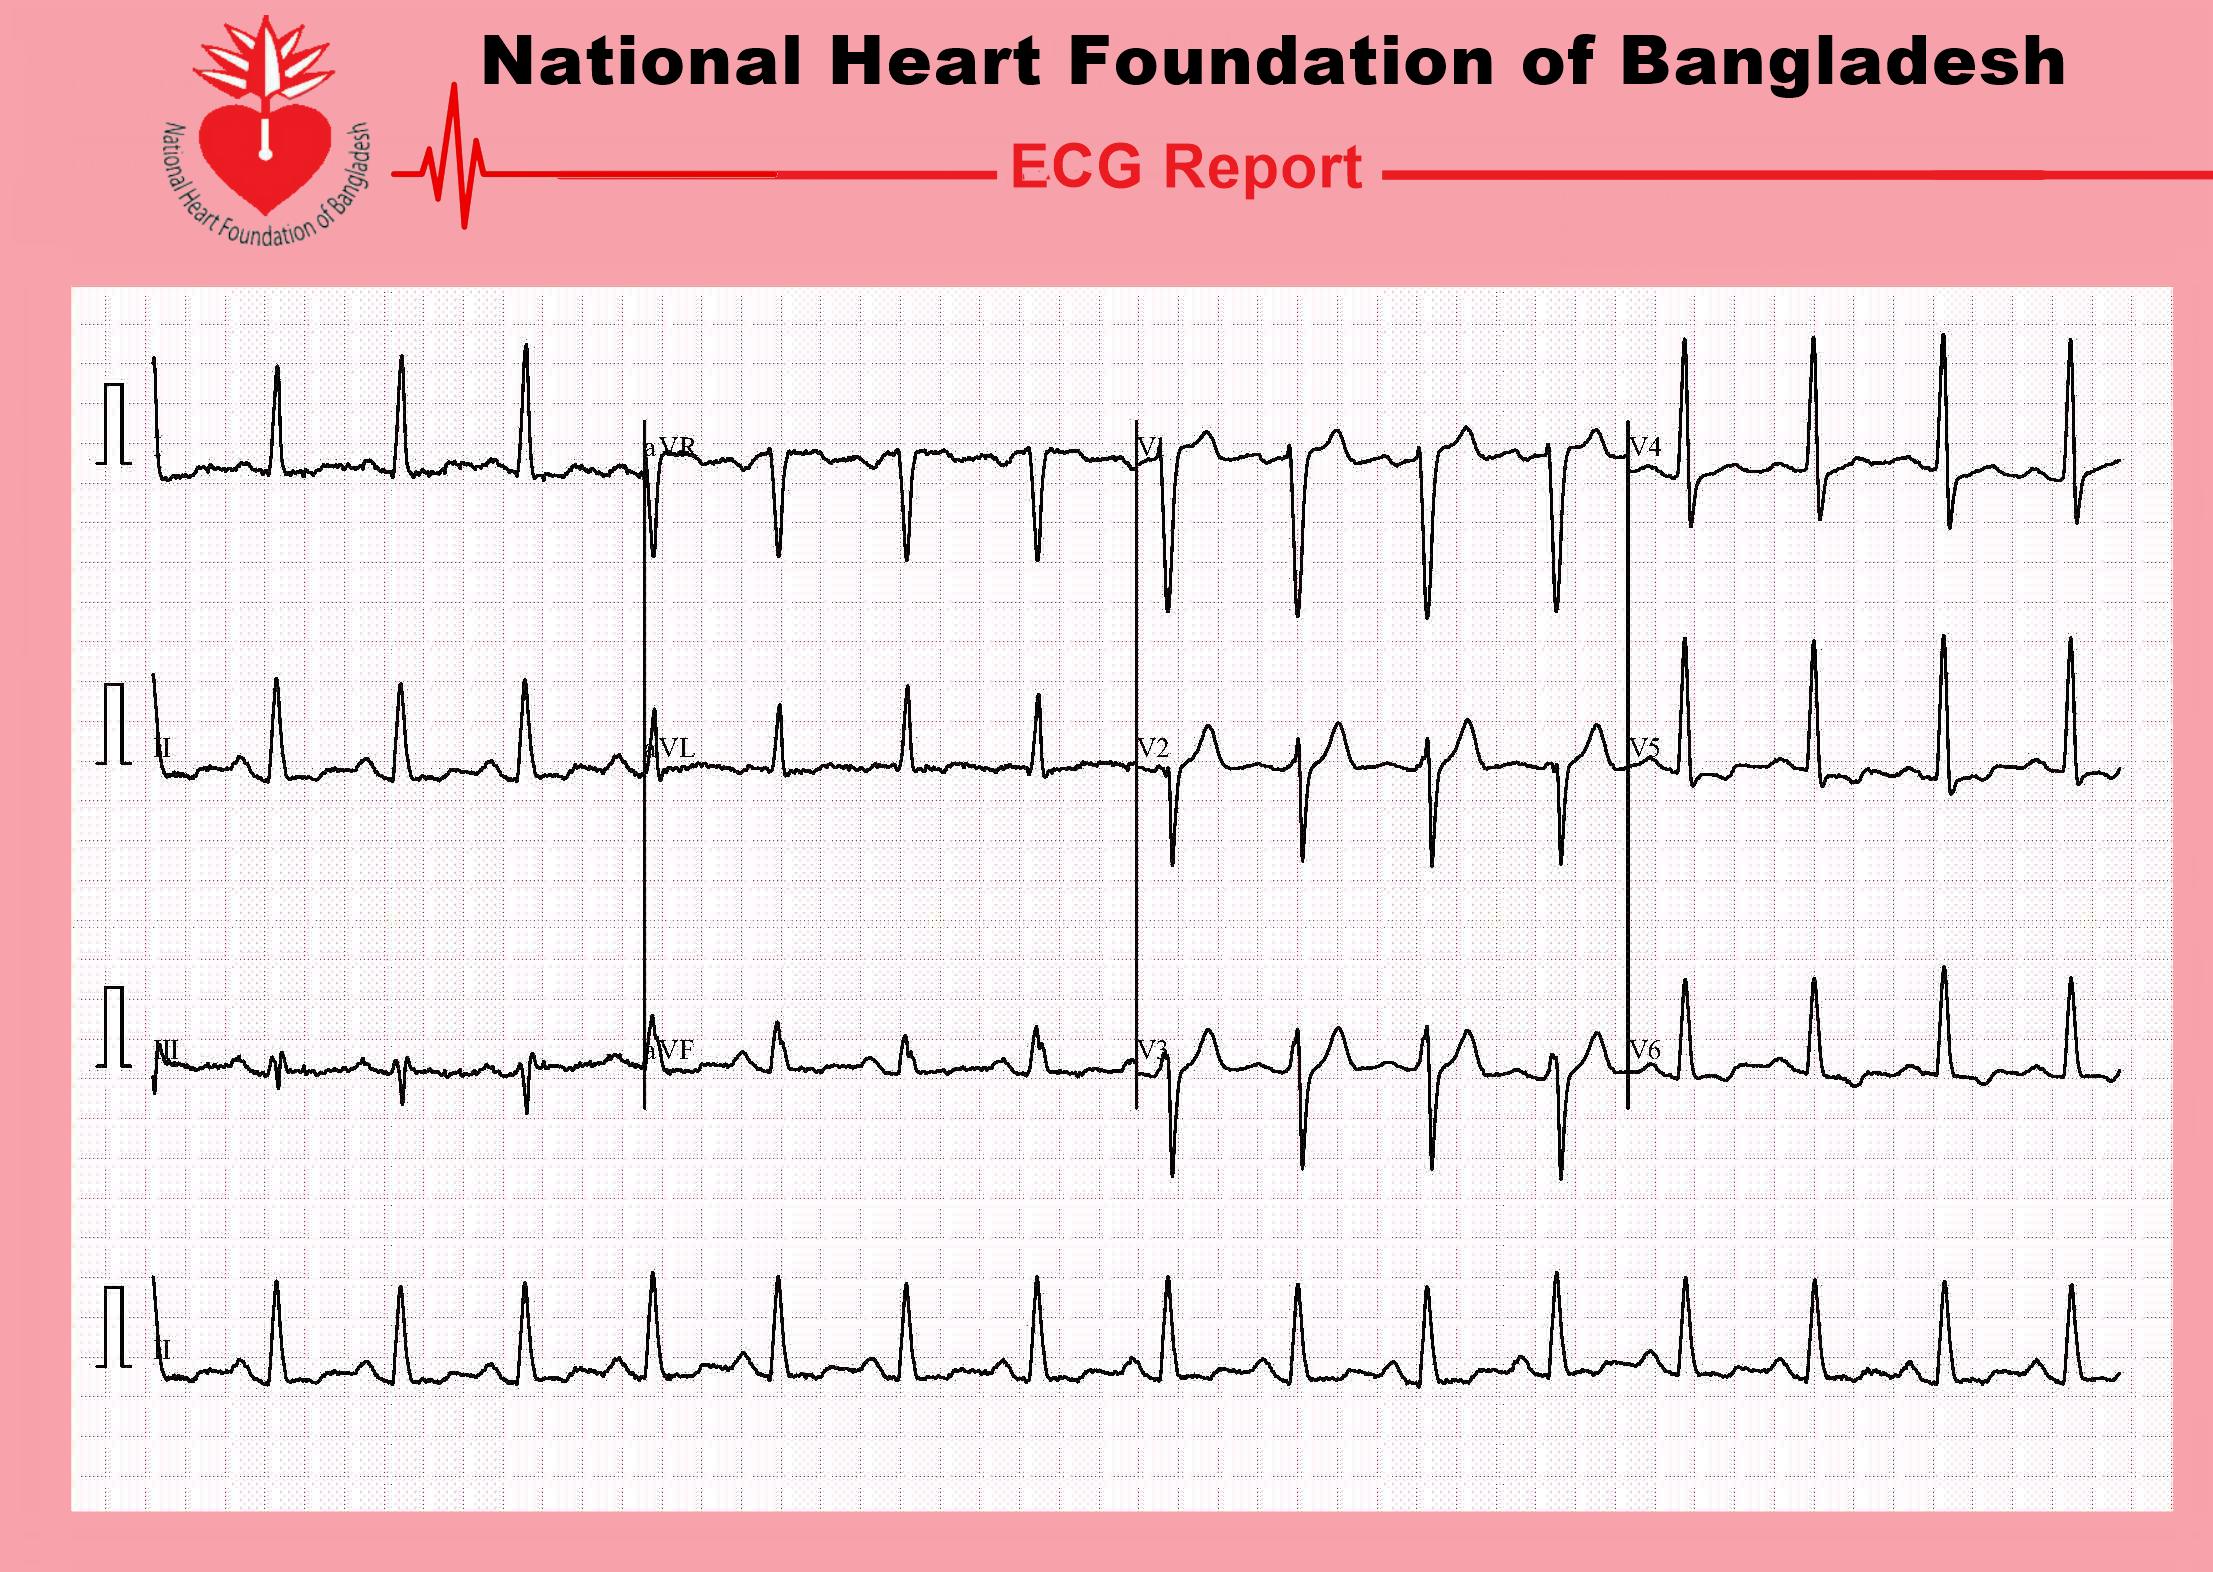 National Heart Foundation of Bangladesh
National Heart Foundation of Bangladesh
ECG Report
aVR
V1
V4
II
aVL
V2
V5
III
aVF
V3
V6
II